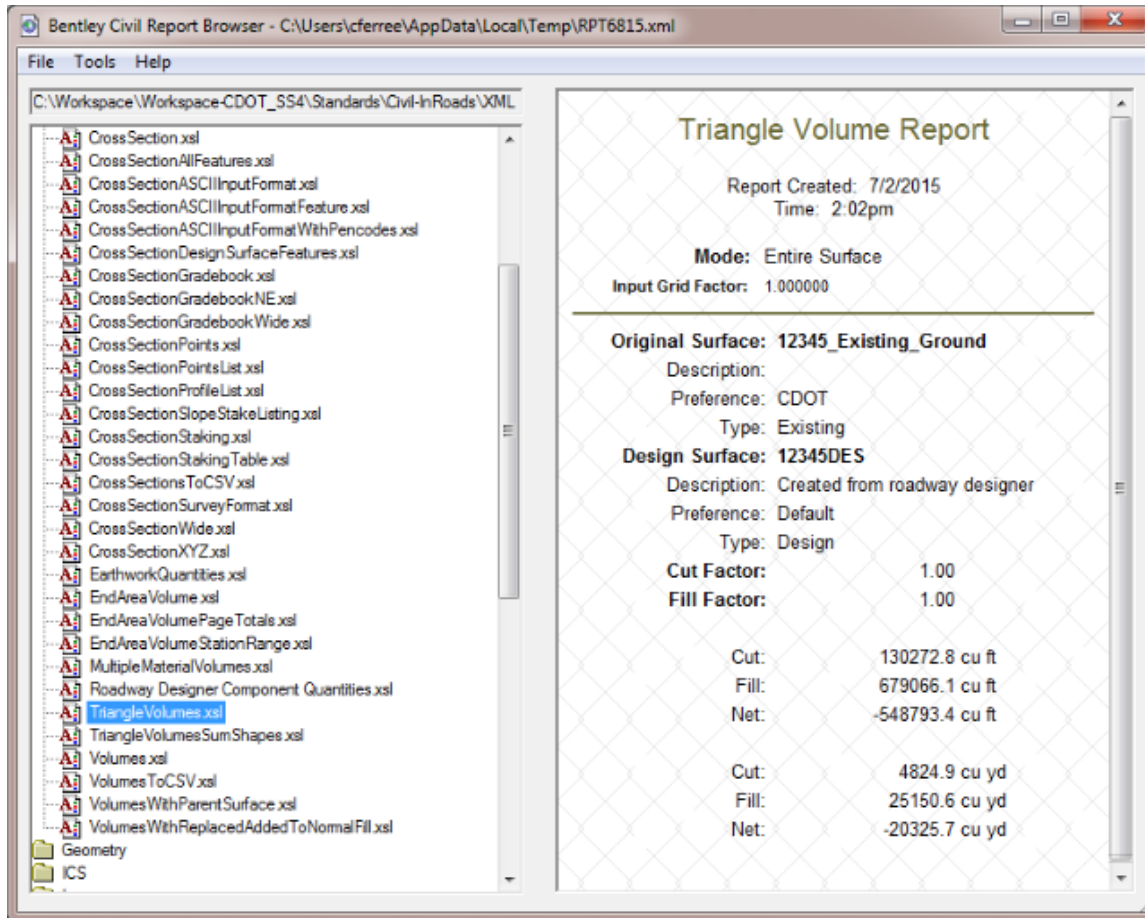 Bentley Civil Report Browser - C:\Users\cferree\AppData\Local\Temp\RPT6815.xml
File Tools Help
C:\Workspace\Workspace-CDOT_SS4\Standards\Civil-InRoads\XML
CrossSection.xsl
CrossSectionAllFeatures.xsl
CrossSectionASCIIInputFormat.xsl
CrossSectionASCIIInputFormatFeature.xsl
CrossSectionASCIIInputFormatWithPencodes.xsl
CrossSectionDesignSurfaceFeatures.xsl
CrossSectionGradebook.xsl
CrossSectionGradebookNE.xsl
CrossSectionGradebookWide.xsl
CrossSectionPoints.xsl
CrossSectionPointsList.xsl
CrossSectionProfileList.xsl
CrossSectionSlopeStakeListing.xsl
CrossSectionStaking.xsl
CrossSectionStakingTable.xsl
CrossSectionsToCSV.xsl
CrossSectionSurveyFormat.xsl
CrossSectionWide.xsl
CrossSectionXYZ.xsl
EarthworkQuantities.xsl
EndAreaVolume.xsl
EndAreaVolumePageTotals.xsl
EndAreaVolumeStationRange.xsl
MultipleMaterialVolumes.xsl
Roadway Designer Component Quantities.xsl
TriangleVolumes.xsl
TriangleVolumesSumShapes.xsl
Volumes.xsl
VolumesToCSV.xsl
VolumesWithParentSurface.xsl
VolumesWithReplacedAddedToNormalFill.xsl
Geometry
ICS
Triangle Volume Report
Report Created: 7/2/2015
Time: 2:02pm
Mode: Entire Surface
Input Grid Factor: 1.000000
Original Surface: 12345_Existing_Ground
Description:
Preference: CDOT
Type: Existing
Design Surface: 12345DES
Description: Created from roadway designer
Preference: Default
Type: Design
Cut Factor: 1.00
Fill Factor: 1.00
Cut: 130272.8 cu ft
Fill: 679066.1 cu ft
Net: -548793.4 cu ft
Cut: 4824.9 cu yd
Fill: 25150.6 cu yd
Net: -20325.7 cu yd